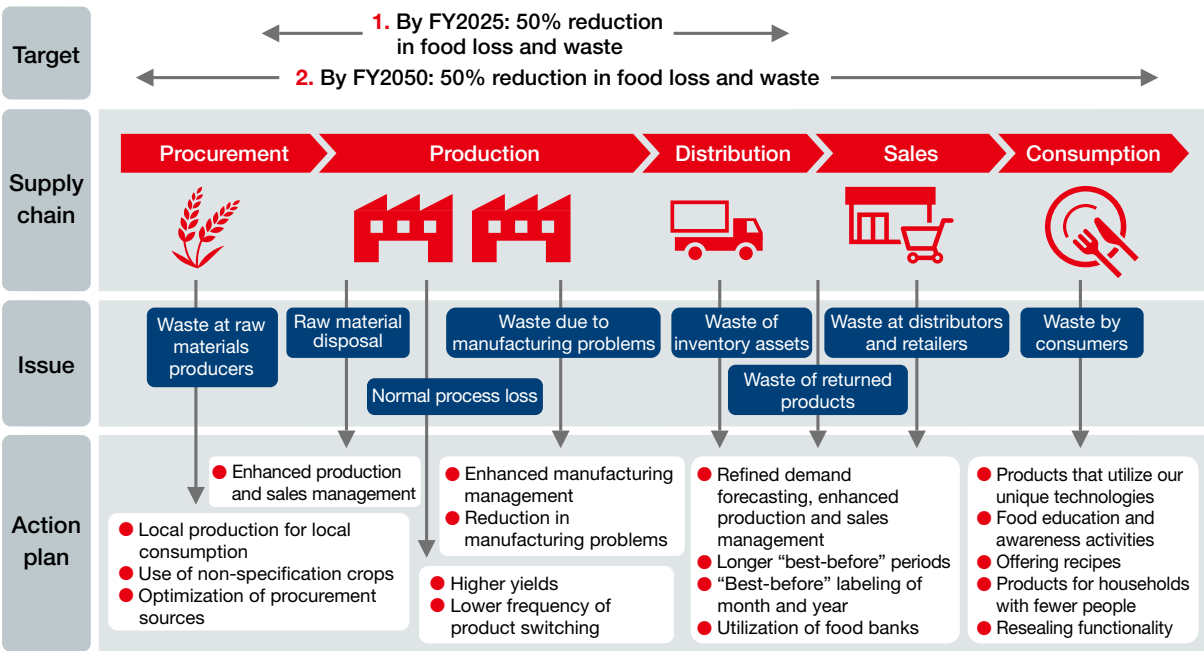 Target
1. By FY2025: 50% reduction
in food loss and waste
2. By FY2050: 50% reduction in food loss and waste
Supply
chain
Procurement
Production
Distribution
Sales
Consumption
Issue
Waste at raw
materials
producers
Raw material
disposal
Normal process loss
Waste due to
manufacturing problems
Waste of
inventory assets
Waste of returned
products
Waste at distributors
and retailers
Waste by
consumers
Action
plan
● Enhanced production
and sales management
● Local production for local
consumption
● Use of non-specification crops
● Optimization of procurement
sources
● Enhanced manufacturing
management
● Reduction in
manufacturing problems
● Higher yields
● Lower frequency of
product switching
● Refined demand
forecasting, enhanced
production and sales
management
● Longer “best-before” periods
● “Best-before” labeling of
month and year
● Utilization of food banks
● Products that utilize our
unique technologies
● Food education and
awareness activities
● Offering recipes
● Products for households
with fewer people
● Resealing functionality